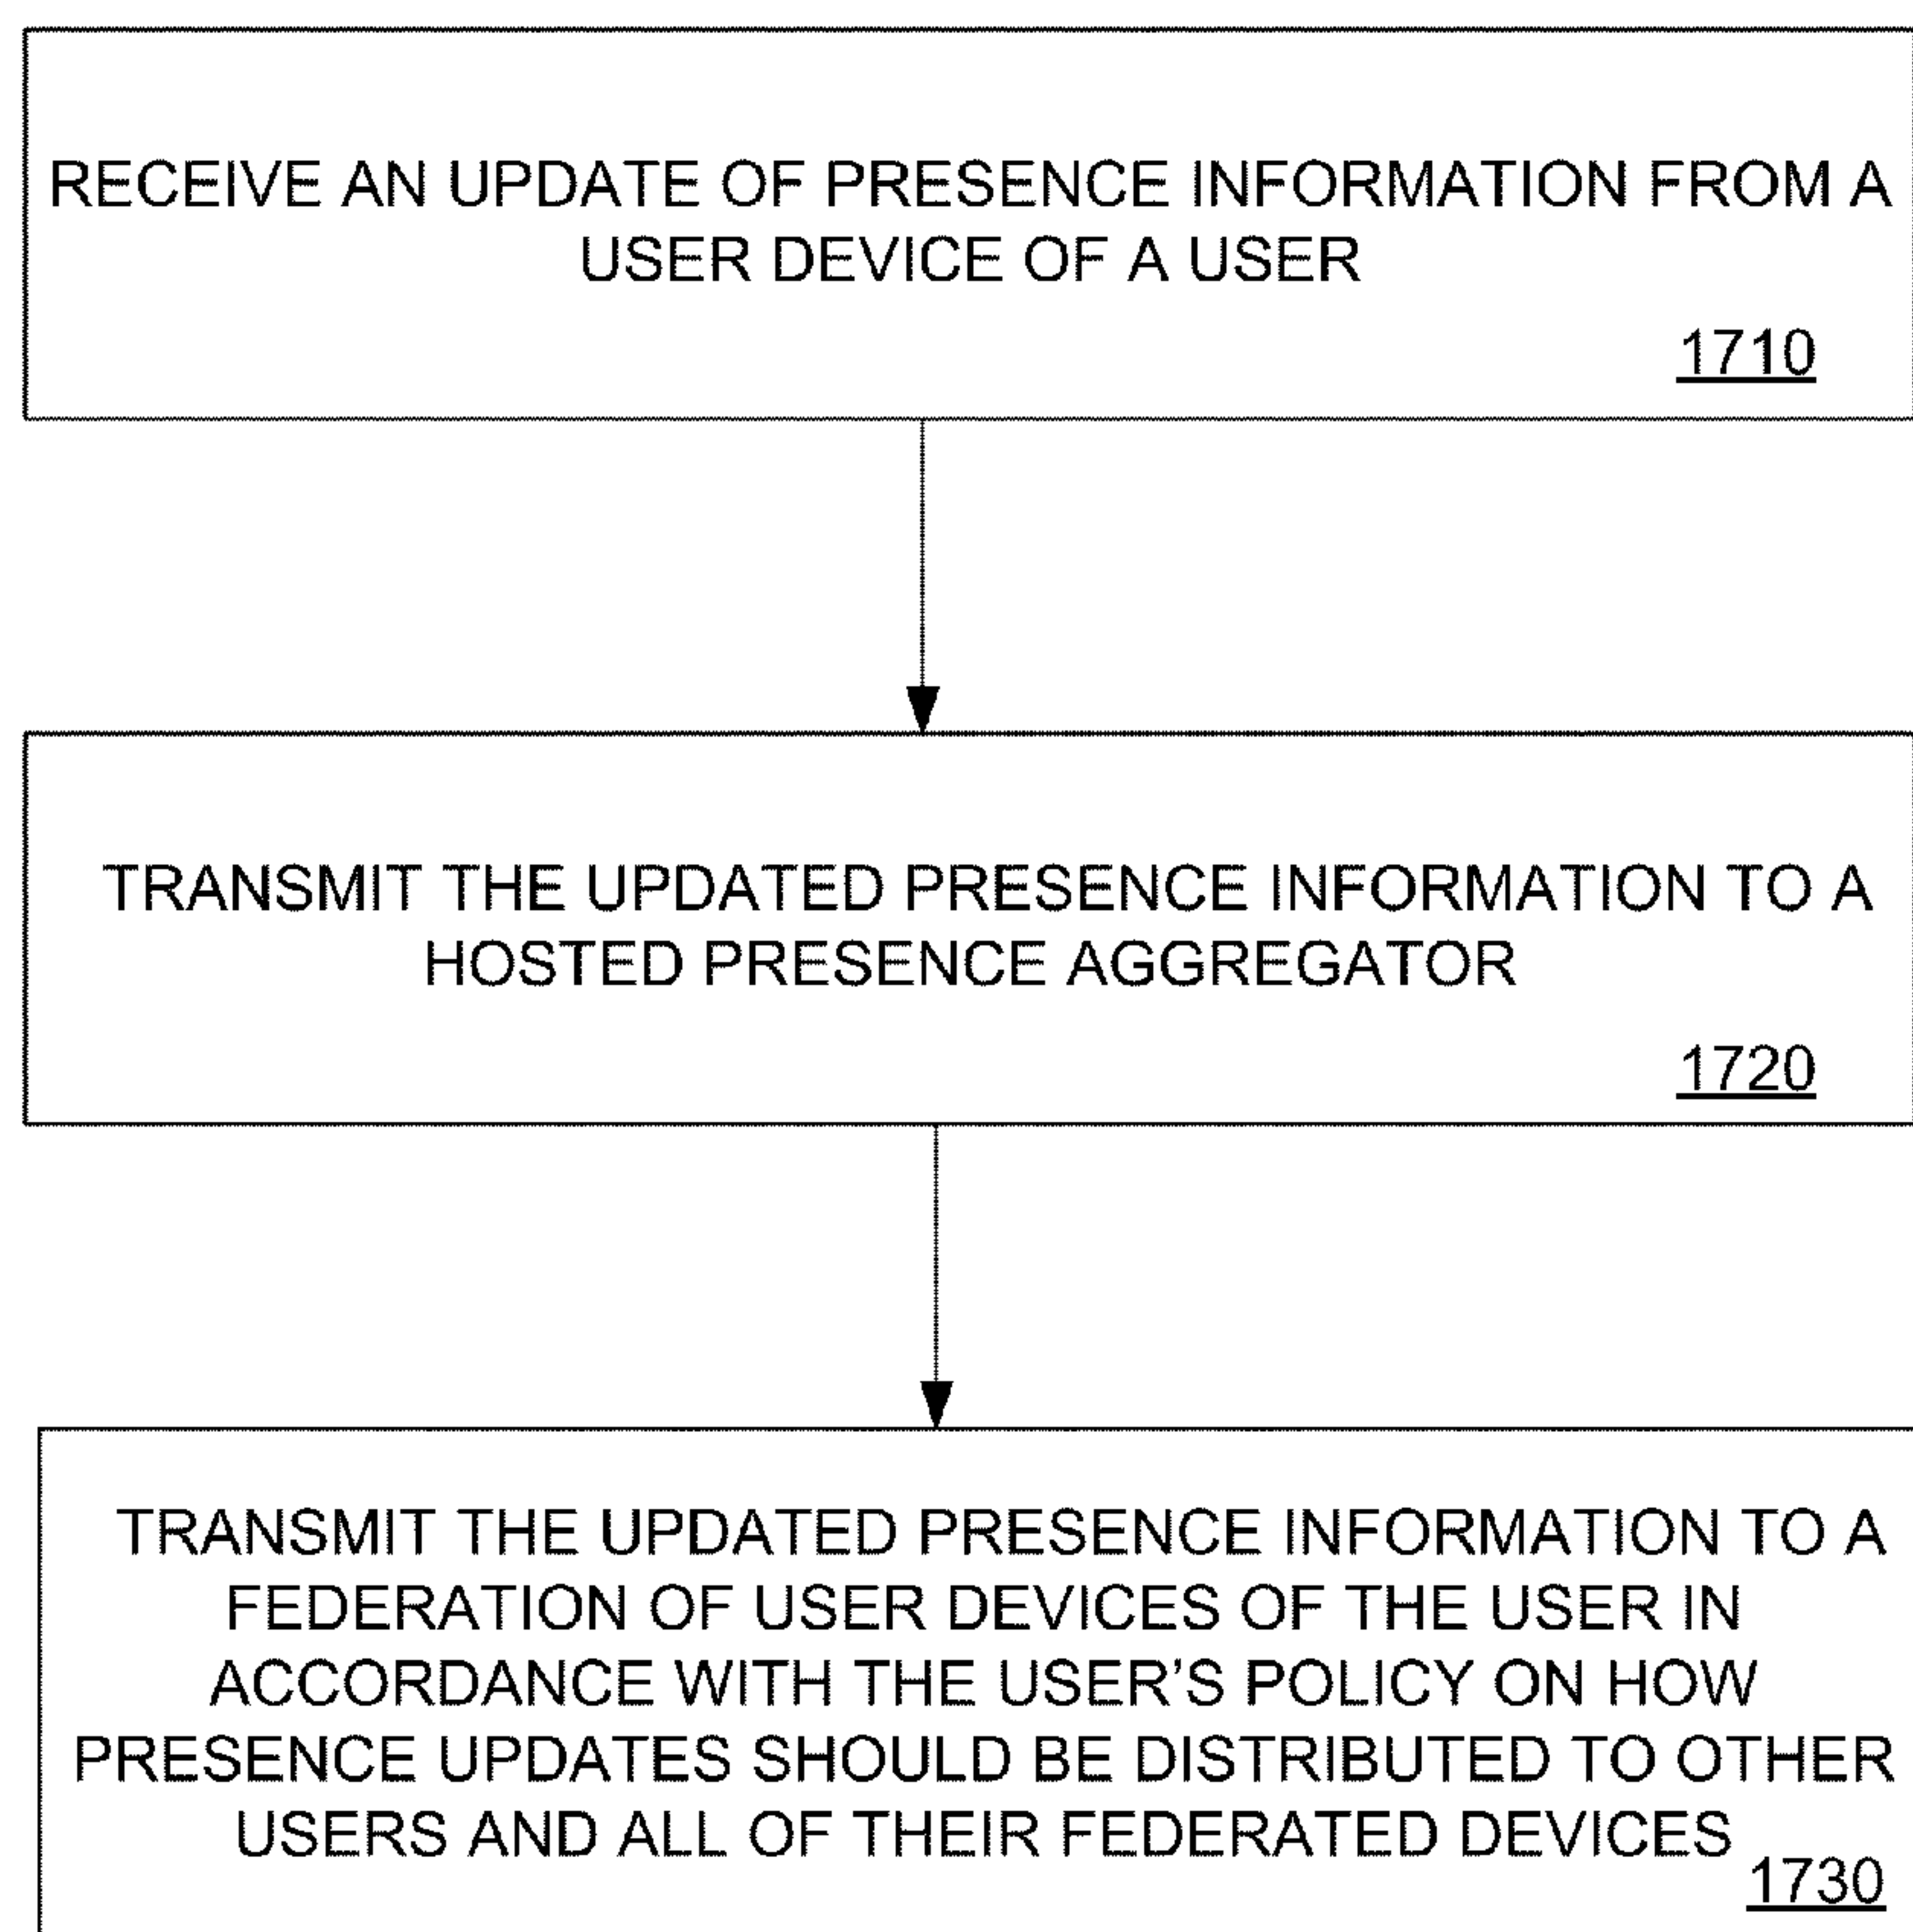 RECEIVE AN UPDATE OF PRESENCE INFORMATION FROM A
USER DEVICE OF A USER
1710
TRANSMIT THE UPDATED PRESENCE INFORMATION TO A
HOSTED PRESENCE AGGREGATOR
1720
TRANSMIT THE UPDATED PRESENCE INFORMATION TO A
FEDERATION OF USER DEVICES OF THE USER IN
ACCORDANCE WITH THE USER'S POLICY ON HOW
PRESENCE UPDATES SHOULD BE DISTRIBUTED TO OTHER
USERS AND ALL OF THEIR FEDERATED DEVICES
1730